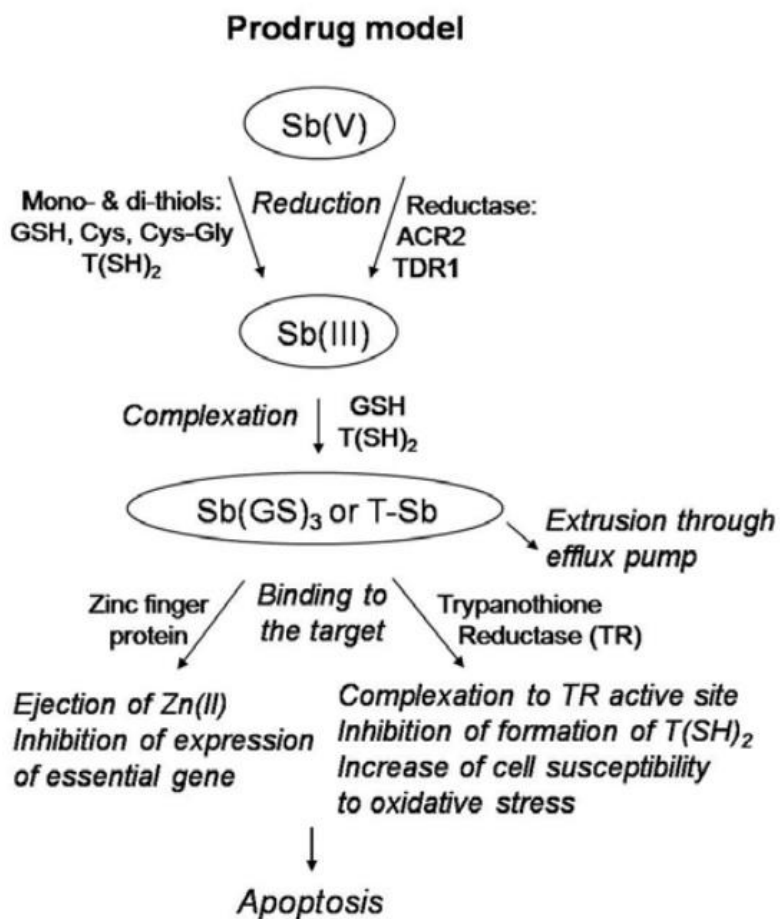 Prodrug model
Sb(V)
Mono- & di-thiols:
GSH, Cys, Cys-Gly
T(SH)₂
Reduction
Reductase:
ACR2
TDR1
Sb(III)
Complexation
GSH
T(SH)₂
Sb(GS)₃ or T-Sb
Extrusion through
efflux pump
Zinc finger
protein
Binding to
the target
Trypanothione
Reductase (TR)
Ejection of Zn(II)
Inhibition of expression
of essential gene
Complexation to TR active site
Inhibition of formation of T(SH)₂
Increase of cell susceptibility
to oxidative stress
Apoptosis